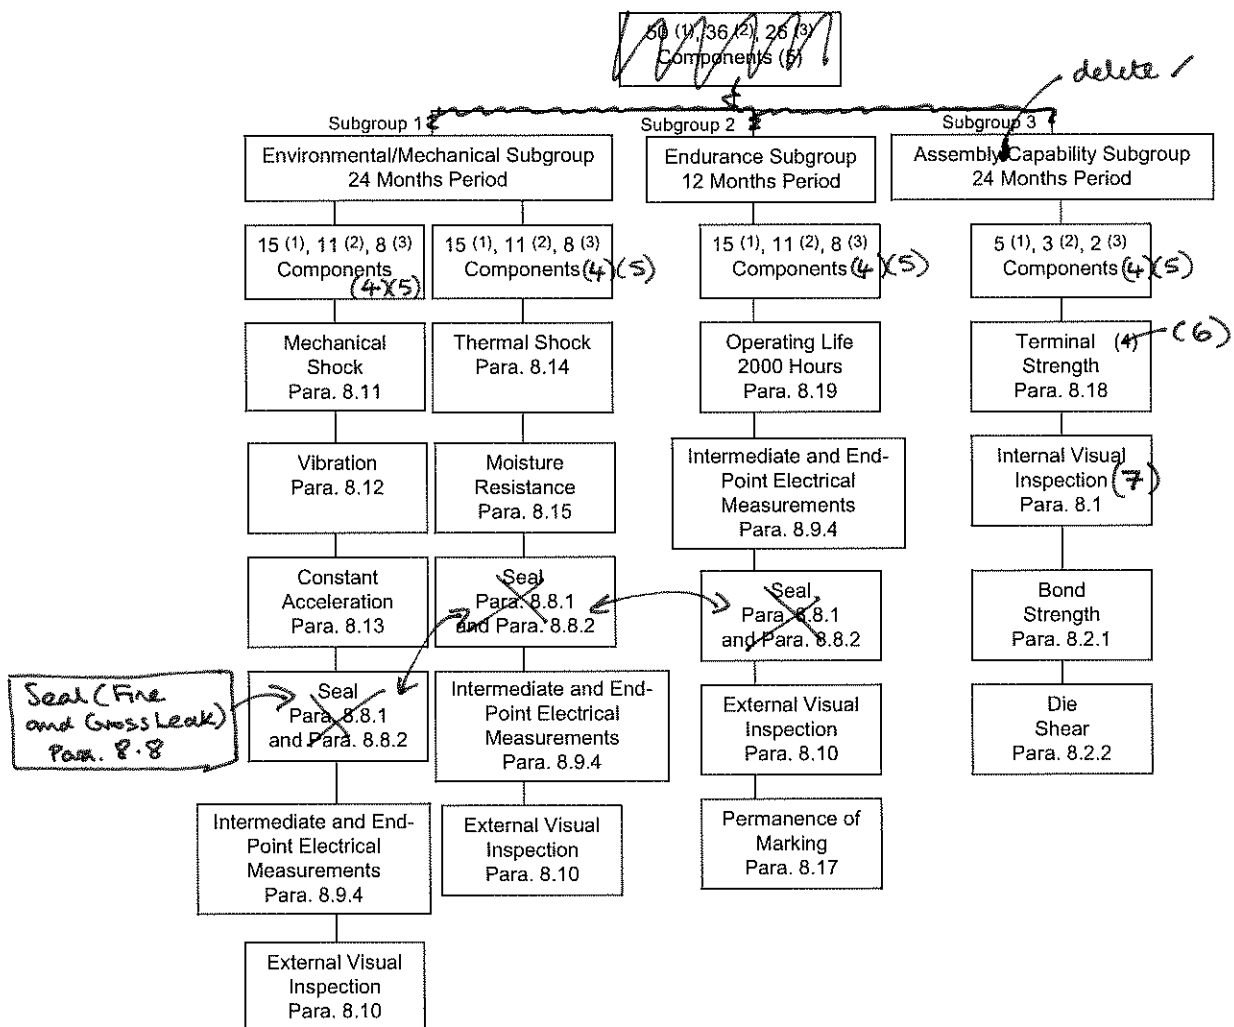 50 (1), 36 (2), 26 (3)
Components (5)
delete
Subgroup 1
Environmental/Mechanical Subgroup
24 Months Period
Subgroup 2
Endurance Subgroup
12 Months Period
Subgroup 3
Assembly/Capability Subgroup
24 Months Period
15 (1), 11 (2), 8 (3)
Components
(4)(5)
15 (1), 11 (2), 8 (3)
Components (4)(5)
15 (1), 11 (2), 8 (3)
Components (4)(5)
5 (1), 3 (2), 2 (3)
Components (4)(5)
Mechanical
Shock
Para. 8.11
Thermal Shock
Para. 8.14
Operating Life
2000 Hours
Para. 8.19
Terminal (4) (6)
Strength
Para. 8.18
Vibration
Para. 8.12
Moisture
Resistance
Para. 8.15
Intermediate and End-
Point Electrical
Measurements
Para. 8.9.4
Internal Visual
Inspection (7)
Para. 8.1
Constant
Acceleration
Para. 8.13
Seal
Para. 8.8.1
and Para. 8.8.2
Seal
Para. 8.8.1
and Para. 8.8.2
Bond
Strength
Para. 8.2.1
Seal (Fine
and Gross Leak)
Para. 8.8
Seal
Para. 8.8.1
and Para. 8.8.2
Intermediate and End-
Point Electrical
Measurements
Para. 8.9.4
External Visual
Inspection
Para. 8.10
Die
Shear
Para. 8.2.2
Intermediate and End-
Point Electrical
Measurements
Para. 8.9.4
External Visual
Inspection
Para. 8.10
Permanence of
Marking
Para. 8.17
External Visual
Inspection
Para. 8.10